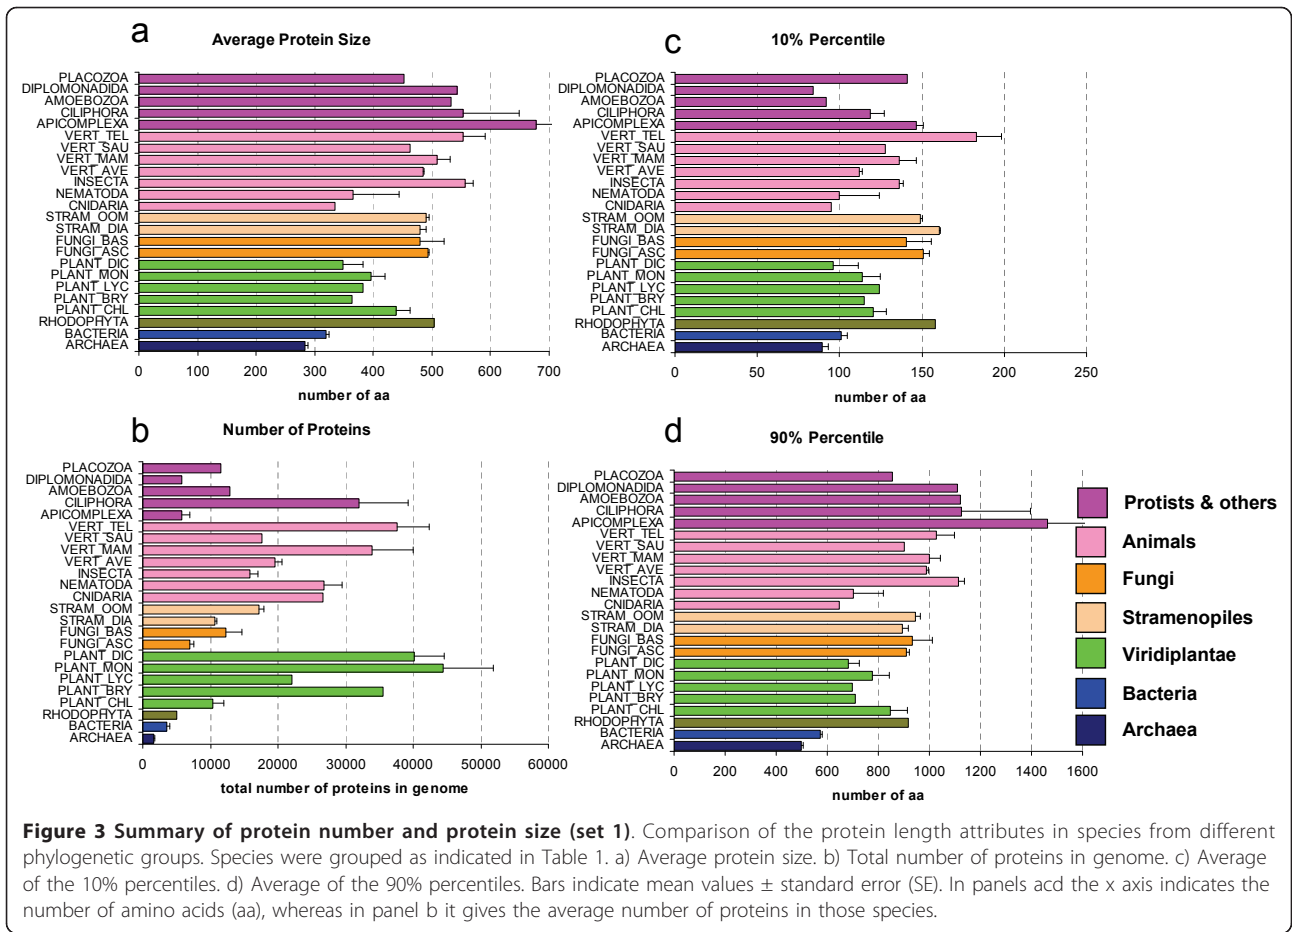 a
Average Protein Size
PLACOZOA
DIPLOMONADIDA
AMOEBOZOA
CILIPHORA
APICOMPLEXA
VERT_TEL
VERT_SAU
VERT_MAM
VERT_AVE
INSECTA
NEMATODA
CNIDARIA
STRAM_OOM
STRAM_DIA
FUNGI_BAS
FUNGI_ASC
PLANT_DIC
PLANT_MON
PLANT_LYC
PLANT_BRY
PLANT_CHL
RHODOPHYTA
BACTERIA
ARCHAEA
0 100 200 300 400 500 600 700
number of aa
c
10% Percentile
PLACOZOA
DIPLOMONADIDA
AMOEBOZOA
CILIPHORA
APICOMPLEXA
VERT_TEL
VERT_SAU
VERT_MAM
VERT_AVE
INSECTA
NEMATODA
CNIDARIA
STRAM_OOM
STRAM_DIA
FUNGI_BAS
FUNGI_ASC
PLANT_DIC
PLANT_MON
PLANT_LYC
PLANT_BRY
PLANT_CHL
RHODOPHYTA
BACTERIA
ARCHAEA
0 50 100 150 200 250
number of aa
b
Number of Proteins
PLACOZOA
DIPLOMONADIDA
AMOEBOZOA
CILIPHORA
APICOMPLEXA
VERT_TEL
VERT_SAU
VERT_MAM
VERT_AVE
INSECTA
NEMATODA
CNIDARIA
STRAM_OOM
STRAM_DIA
FUNGI_BAS
FUNGI_ASC
PLANT_DIC
PLANT_MON
PLANT_LYC
PLANT_BRY
PLANT_CHL
RHODOPHYTA
BACTERIA
ARCHAEA
0 10000 20000 30000 40000 50000 60000
total number of proteins in genome
d
90% Percentile
PLACOZOA
DIPLOMONADIDA
AMOEBOZOA
CILIPHORA
APICOMPLEXA
VERT_TEL
VERT_SAU
VERT_MAM
VERT_AVE
INSECTA
NEMATODA
CNIDARIA
STRAM_OOM
STRAM_DIA
FUNGI_BAS
FUNGI_ASC
PLANT_DIC
PLANT_MON
PLANT_LYC
PLANT_BRY
PLANT_CHL
RHODOPHYTA
BACTERIA
ARCHAEA
0 200 400 600 800 1000 1200 1400 1600
number of aa
Protists & others
Animals
Fungi
Stramenopiles
Viridiplantae
Bacteria
Archaea
Figure 3 Summary of protein number and protein size (set 1). Comparison of the protein length attributes in species from different
phylogenetic groups. Species were grouped as indicated in Table 1. a) Average protein size. b) Total number of proteins in genome. c) Average
of the 10% percentiles. d) Average of the 90% percentiles. Bars indicate mean values ± standard error (SE). In panels acd the x axis indicates the
number of amino acids (aa), whereas in panel b it gives the average number of proteins in those species.